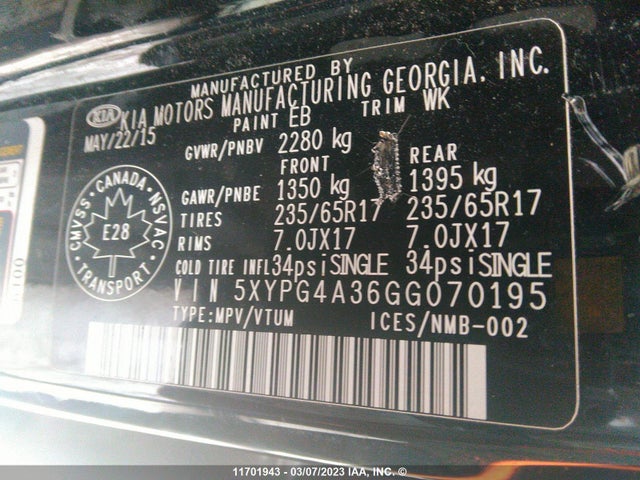 MANUFACTURED BY
KIA KIA MOTORS MANUFACTURING GEORGIA, INC.
MAY/22/15 PAINT EB TRIM WK
GVWR/PNBV 2280 kg
FRONT REAR
GAWR/PNBE 1350 kg 1395 kg
TIRES 235/65R17 235/65R17
RIMS 7.0JX17 7.0JX17
COLD TIRE INFL 34psi SINGLE 34psi SINGLE
VIN 5XYPG4A36GG070195
TYPE:MPV/VTUM ICES/NMB-002
CANADA
CMVSS NSVAC
E28
TRANSPORT
11701943 - 03/07/2023 IAA, INC. ©